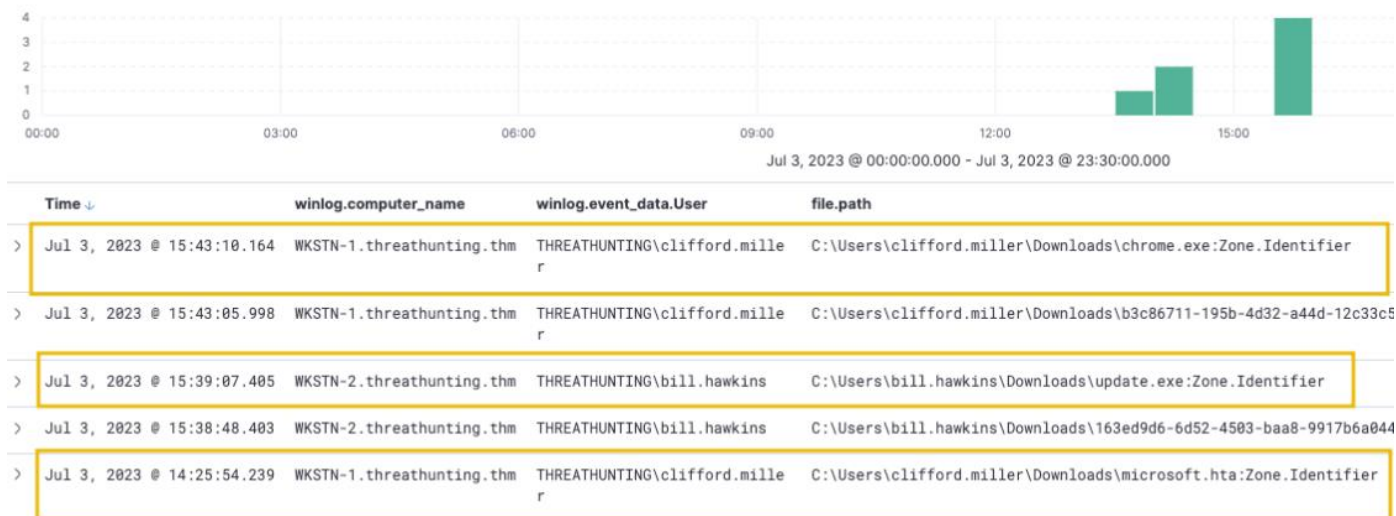 4
3
2
1
0
00:00 03:00 06:00 09:00 12:00 15:00
Jul 3, 2023 @ 00:00:00.000 - Jul 3, 2023 @ 23:30:00.000
Time ↓ winlog.computer_name winlog.event_data.User file.path
> Jul 3, 2023 @ 15:43:10.164 WKSTN-1.threathunting.thm THREATHUNTING\clifford.mille C:\Users\clifford.miller\Downloads\chrome.exe:Zone.Identifier
r
> Jul 3, 2023 @ 15:43:05.998 WKSTN-1.threathunting.thm THREATHUNTING\clifford.mille C:\Users\clifford.miller\Downloads\b3c86711-195b-4d32-a44d-12c33c5
r
> Jul 3, 2023 @ 15:39:07.405 WKSTN-2.threathunting.thm THREATHUNTING\bill.hawkins C:\Users\bill.hawkins\Downloads\update.exe:Zone.Identifier
> Jul 3, 2023 @ 15:38:48.403 WKSTN-2.threathunting.thm THREATHUNTING\bill.hawkins C:\Users\bill.hawkins\Downloads\163ed9d6-6d52-4503-baa8-9917b6a044
> Jul 3, 2023 @ 14:25:54.239 WKSTN-1.threathunting.thm THREATHUNTING\clifford.mille C:\Users\clifford.miller\Downloads\microsoft.hta:Zone.Identifier
r